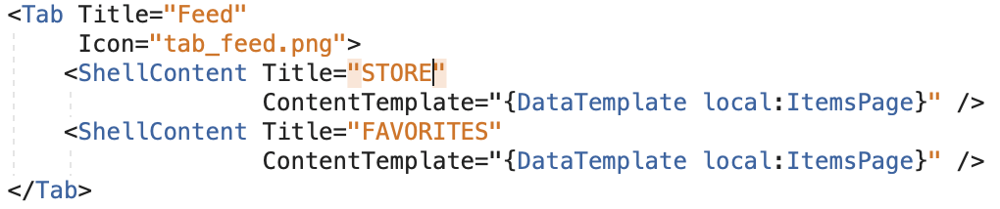 <Tab Title="Feed"
     Icon="tab_feed.png">
    <ShellContent Title="STORE"
                  ContentTemplate="{DataTemplate local:ItemsPage}" />
    <ShellContent Title="FAVORITES"
                  ContentTemplate="{DataTemplate local:ItemsPage}" />
</Tab>